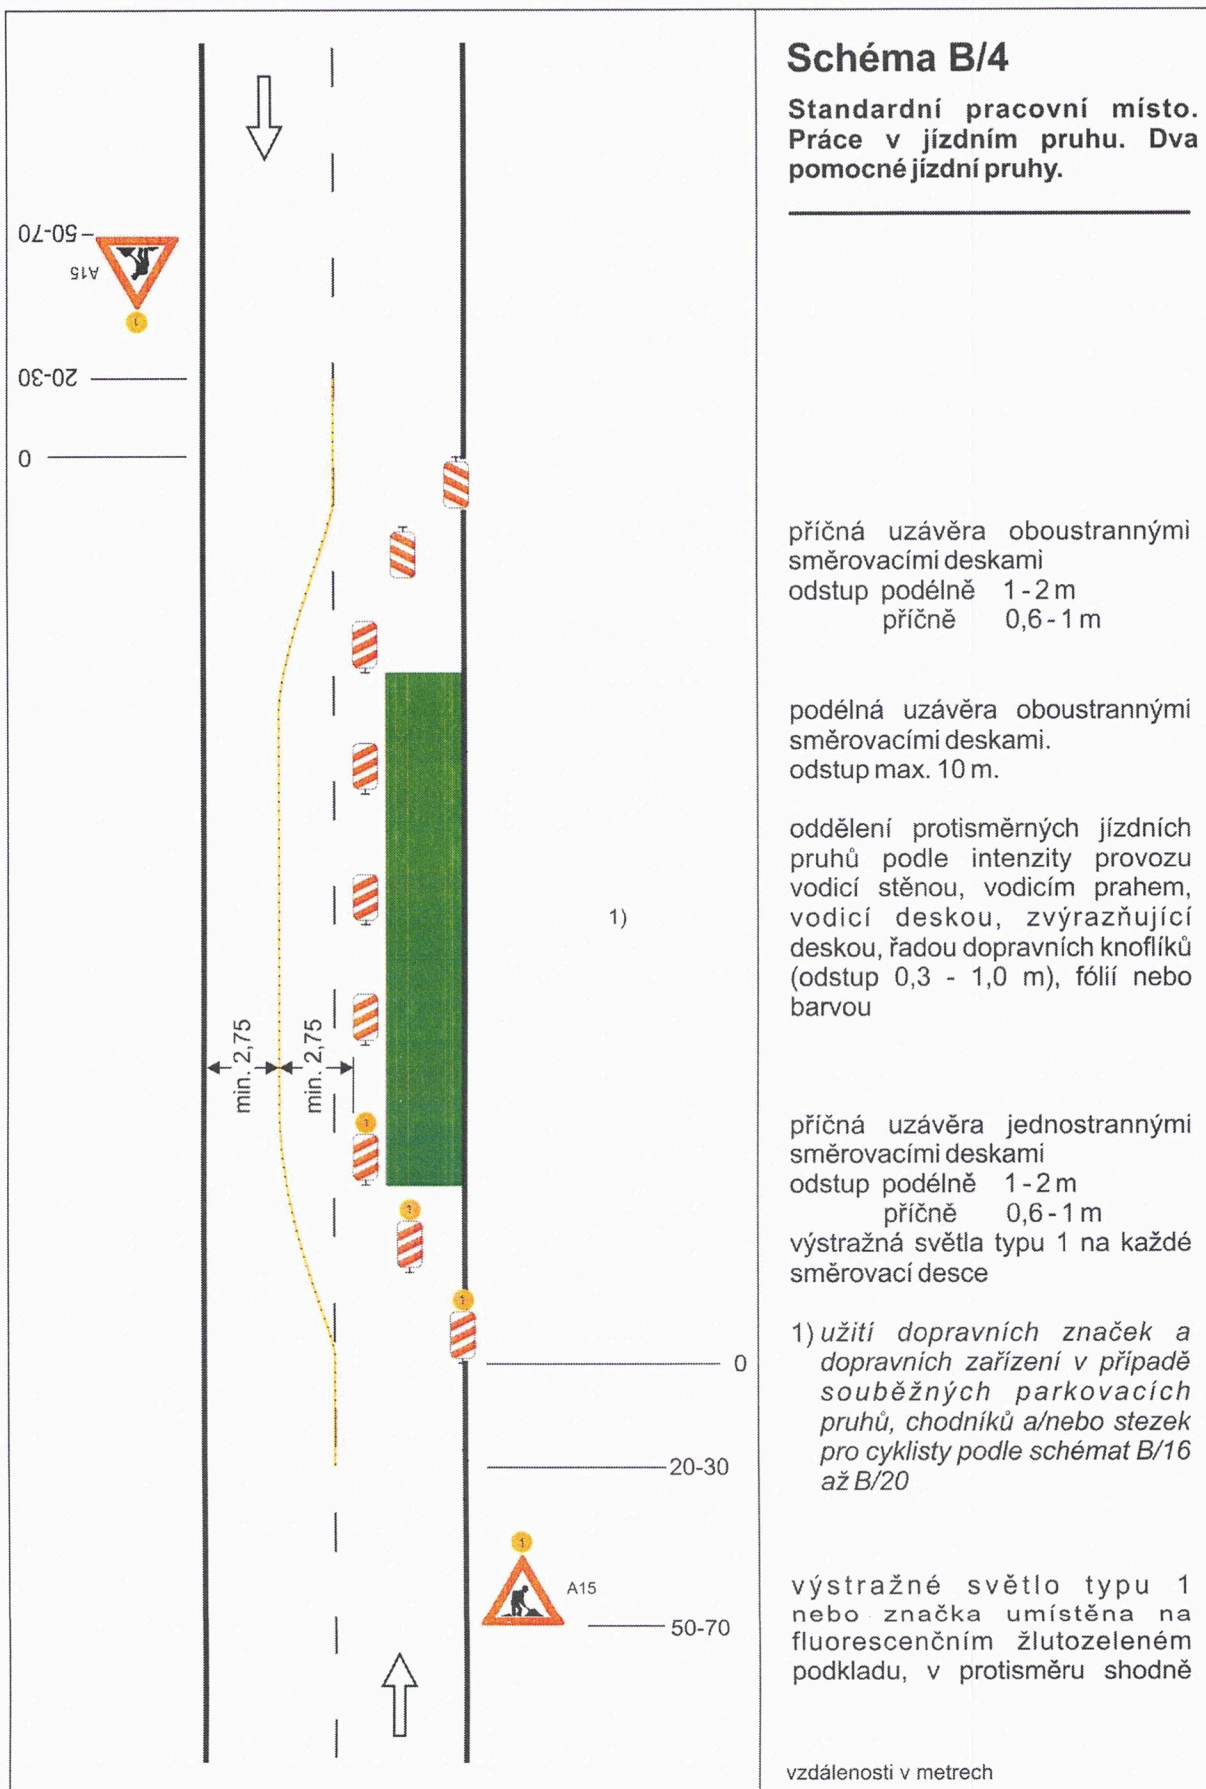 Schéma B/4
Standardní pracovní místo.
Práce v jízdním pruhu. Dva
pomocné jízdní pruhy.
50-70
A15
1
20-30
0
příčná uzávěra oboustrannými
směrovacími deskami
odstup podélně 1-2 m
příčně 0,6-1 m
podélná uzávěra oboustrannými
směrovacími deskami.
odstup max. 10 m.
oddělení protisměrných jízdních
pruhů podle intenzity provozu
vodicí stěnou, vodicím prahem,
vodicí deskou, zvýrazňující
deskou, řadou dopravních knoflíků
(odstup 0,3 - 1,0 m), fólií nebo
barvou
1)
min. 2,75
min. 2,75
1
1
1
příčná uzávěra jednostrannými
směrovacími deskami
odstup podélně 1-2 m
příčně 0,6-1 m
výstražná světla typu 1 na každé
směrovací desce
0
20-30
1) užití dopravních značek a
dopravních zařízení v případě
souběžných parkovacích
pruhů, chodníků a/nebo stezek
pro cyklisty podle schémat B/16
až B/20
1
A15
50-70
výstražné světlo typu 1
nebo značka umístěna na
fluorescenčním žlutozeleném
podkladu, v protisměru shodně
vzdálenosti v metrech